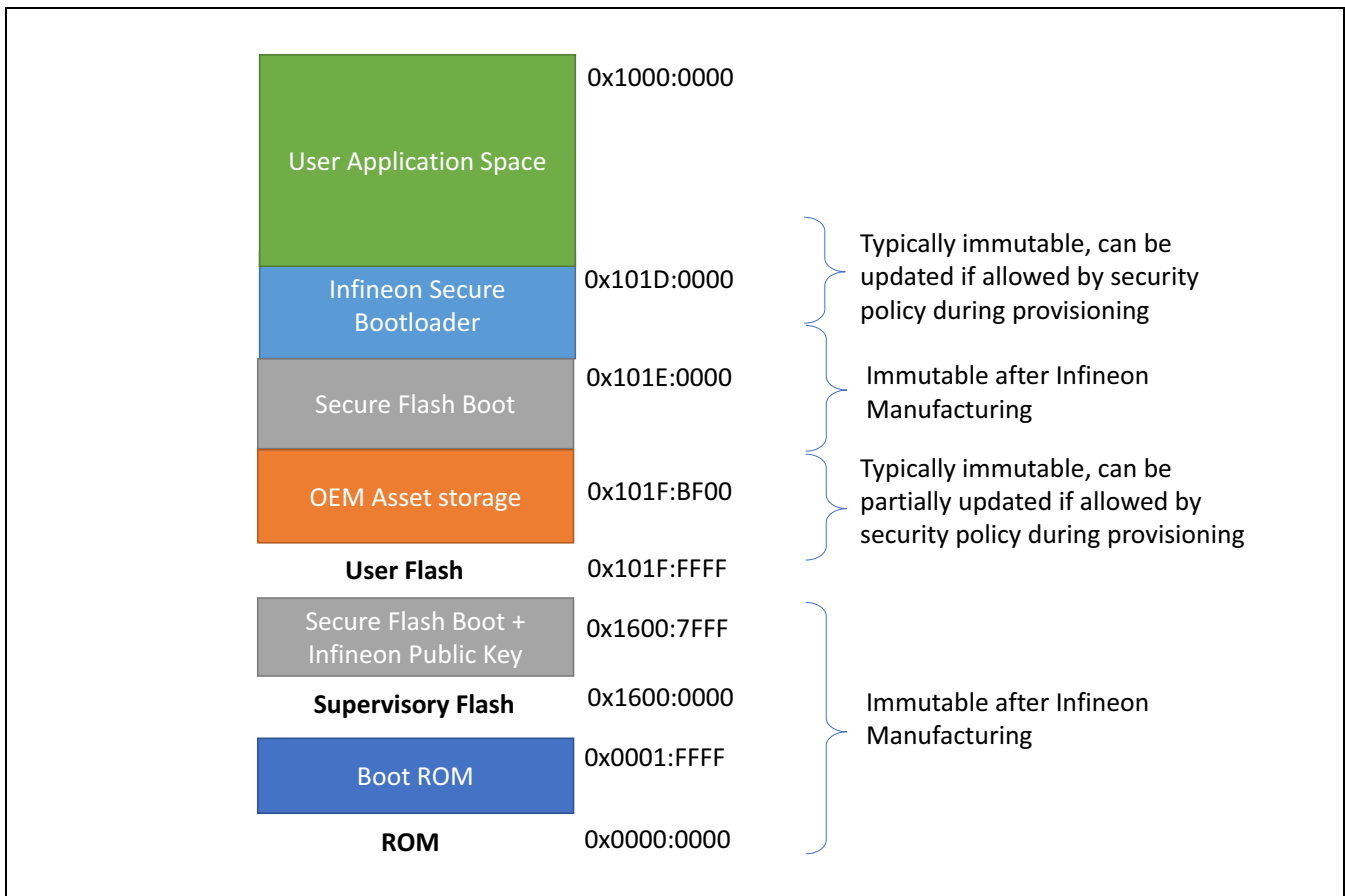 0x1000:0000
User Application Space
Typically immutable, can be
updated if allowed by security
policy during provisioning
0x101D:0000
Infineon Secure
Bootloader
0x101E:0000
Immutable after Infineon
Manufacturing
Secure Flash Boot
Typically immutable, can be
partially updated if allowed by
security policy during provisioning
0x101F:BF00
OEM Asset storage
User Flash
0x101F:FFFF
Secure Flash Boot +
Infineon Public Key
0x1600:7FFF
Supervisory Flash
0x1600:0000
Immutable after Infineon
Manufacturing
0x0001:FFFF
Boot ROM
ROM
0x0000:0000